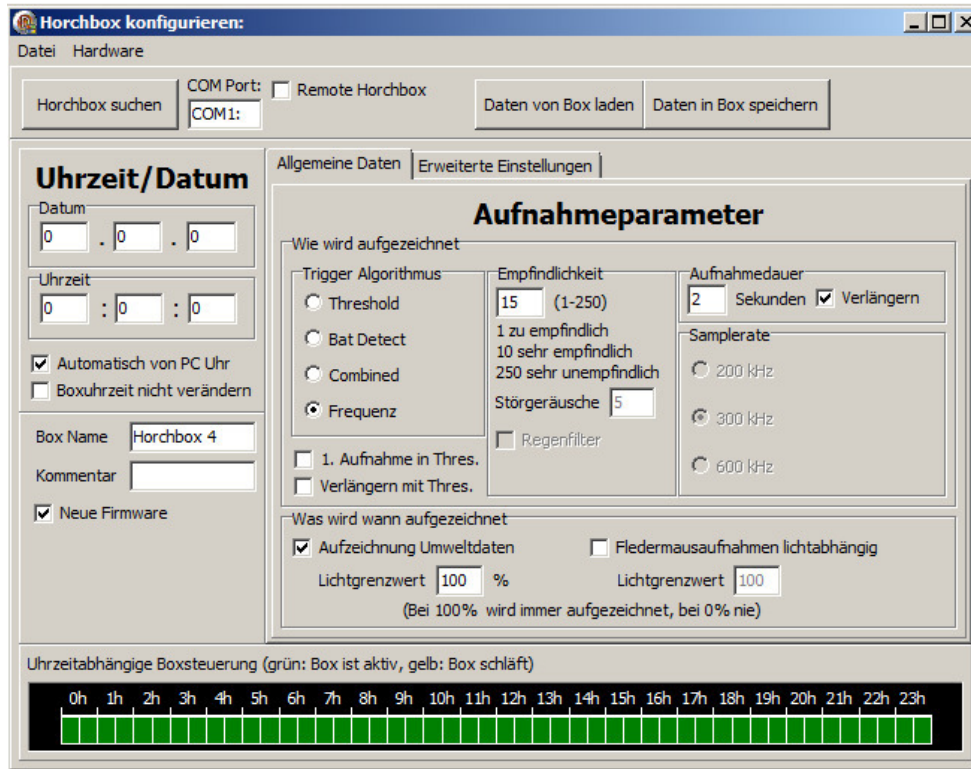 Horchbox konfigurieren:
Datei Hardware
Horchbox suchen
COM Port:
COM1:
Remote Horchbox
Daten von Box laden
Daten in Box speichern
Uhrzeit/Datum
Datum
0 . 0 . 0
Uhrzeit
0 : 0 : 0
Automatisch von PC Uhr
Boxuhrzeit nicht verändern
Box Name Horchbox 4
Kommentar
Neue Firmware
Allgemeine Daten
Erweiterte Einstellungen
Aufnahmeparameter
Wie wird aufgezeichnet
Trigger Algorithmus
Threshold
Bat Detect
Combined
Frequenz
1. Aufnahme in Thres.
Verlängern mit Thres.
Empfindlichkeit
15 (1-250)
1 zu empfindlich
10 sehr empfindlich
250 sehr unempfindlich
Störgeräusche 5
Regenfilter
Aufnahmedauer
2 Sekunden Verlängern
Samplerate
200 kHz
300 kHz
600 kHz
Was wird wann aufgezeichnet
Aufzeichnung Umweltdaten
Lichtgrenzwert 100 %
Fledermausaufnahmen lichtabhängig
Lichtgrenzwert 100
(Bei 100% wird immer aufgezeichnet, bei 0% nie)
Uhrzeitabhängige Boxsteuerung (grün: Box ist aktiv, gelb: Box schläft)
0h 1h 2h 3h 4h 5h 6h 7h 8h 9h 10h 11h 12h 13h 14h 15h 16h 17h 18h 19h 20h 21h 22h 23h